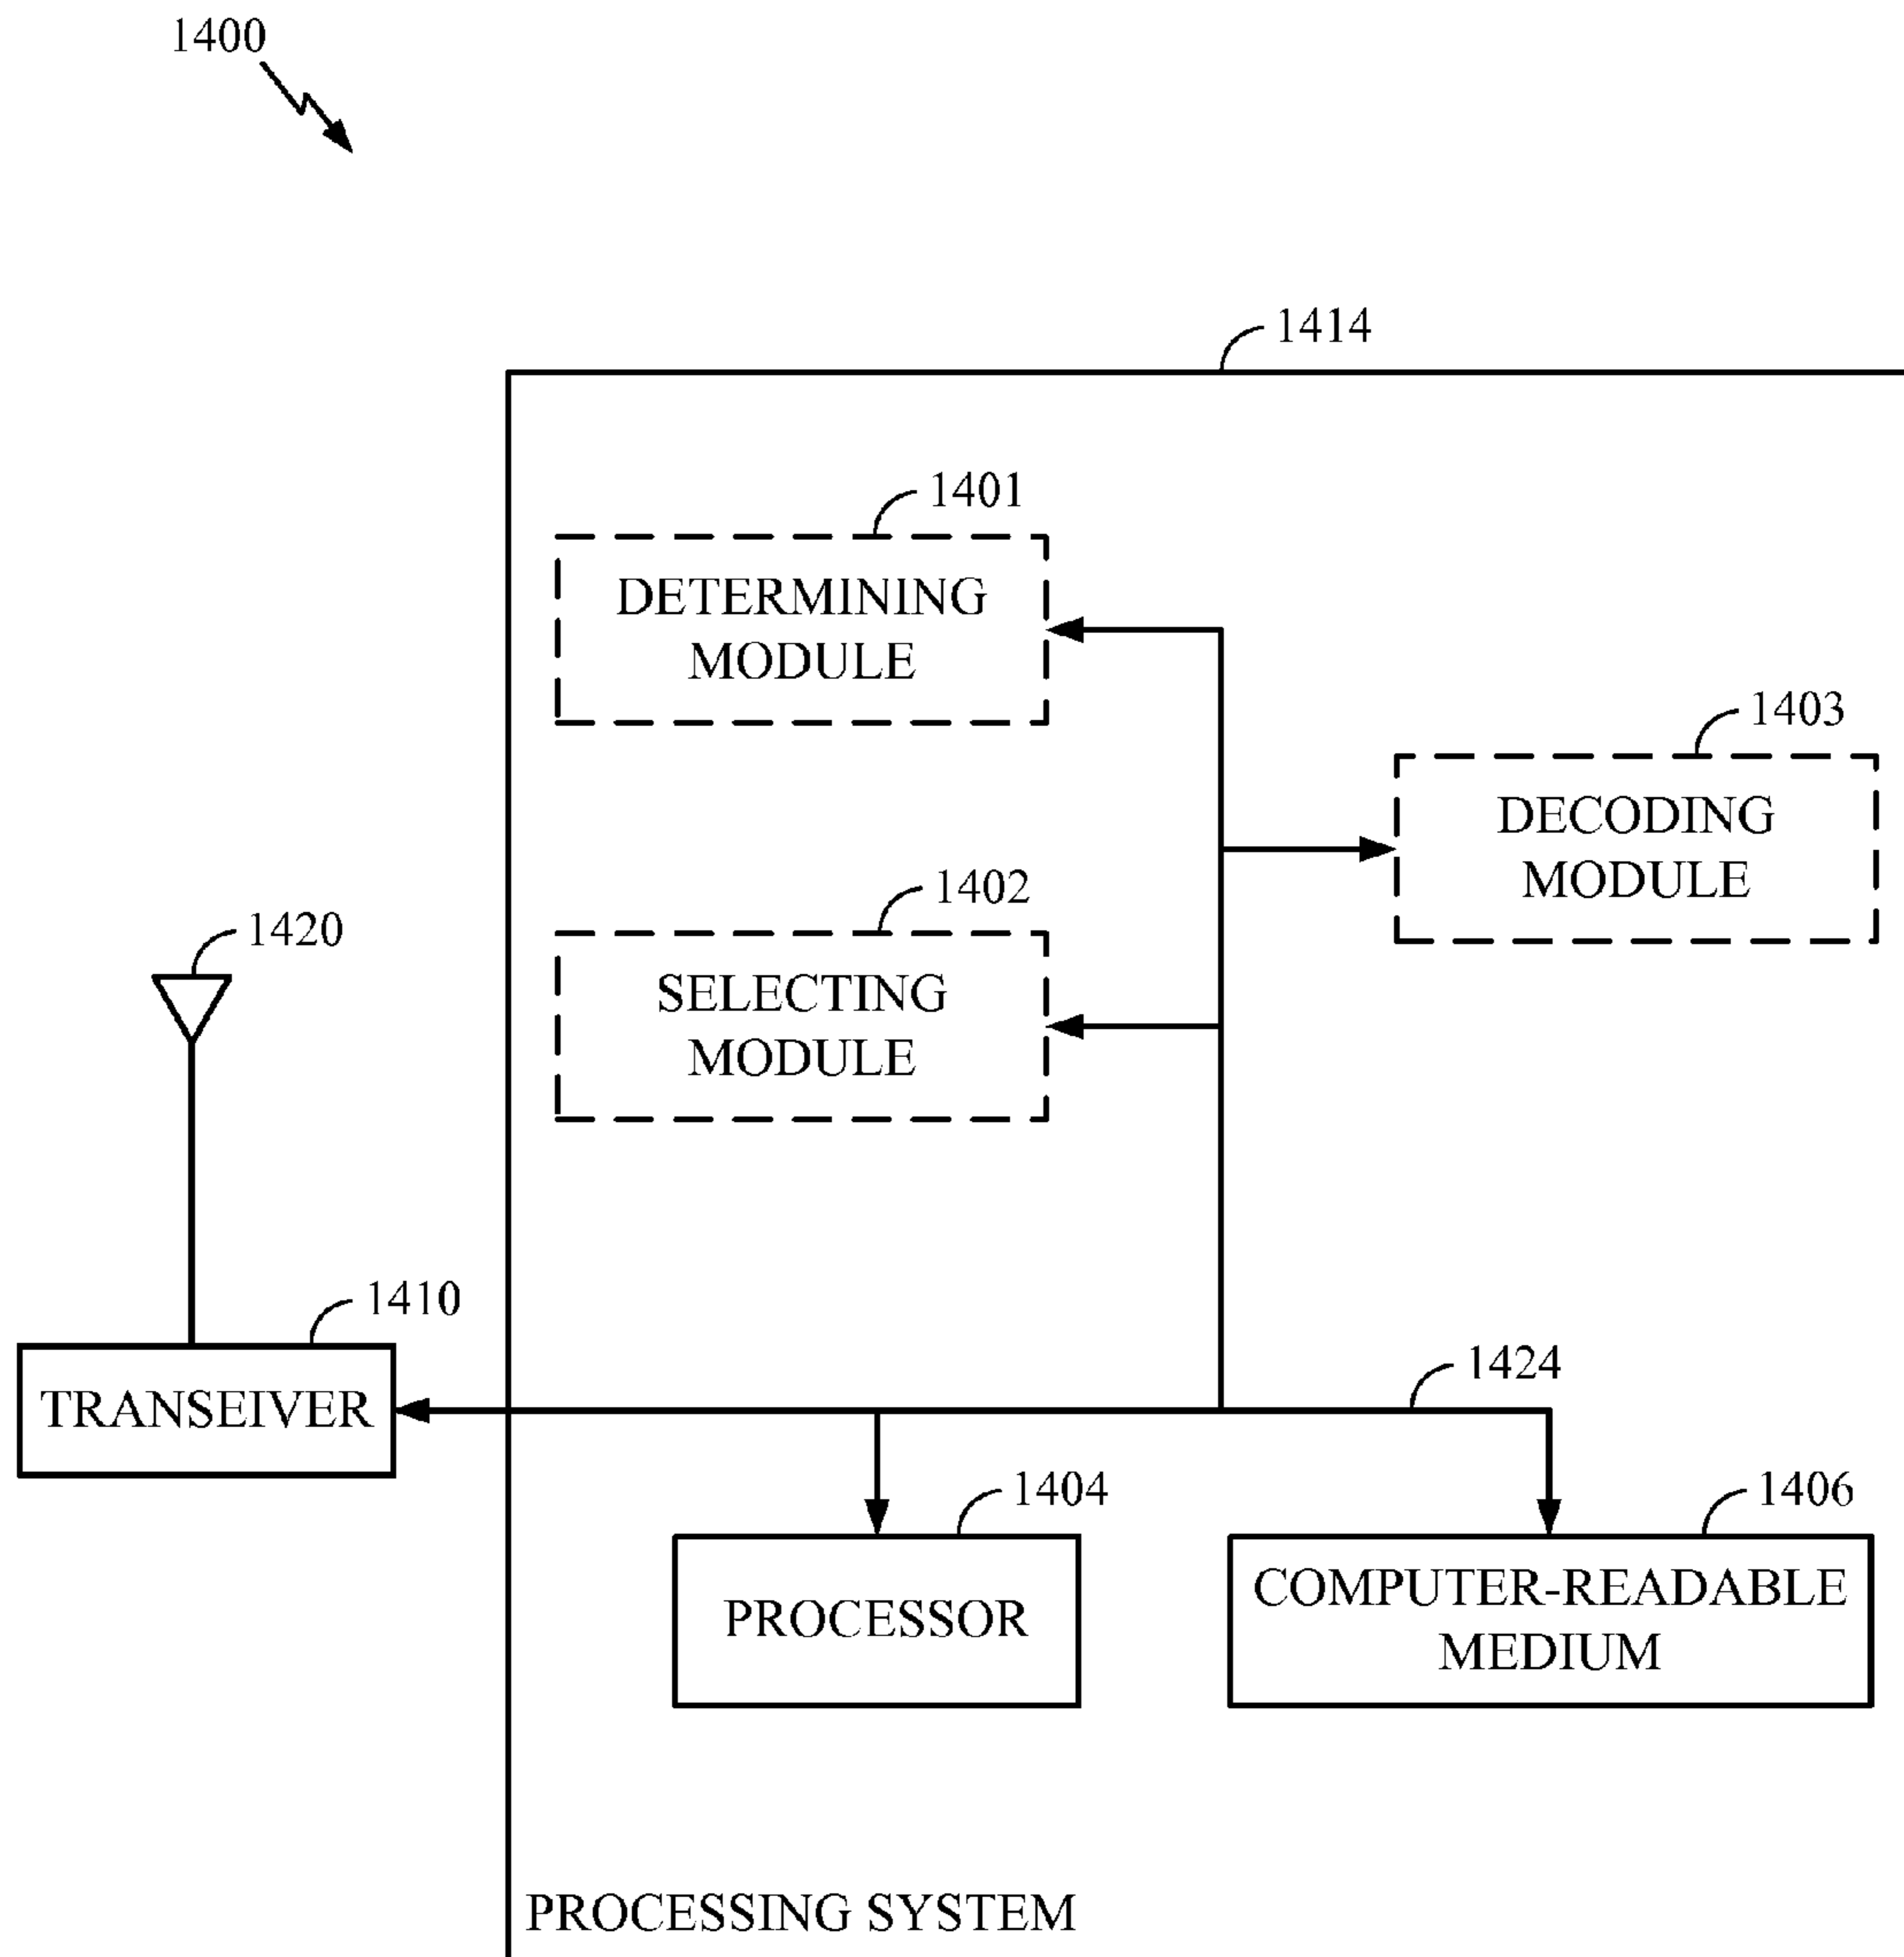 1400
1414
1401
DETERMINING
MODULE
1403
DECODING
MODULE
1402
SELECTING
MODULE
1420
1410
TRANSEIVER
1424
1404
PROCESSOR
1406
COMPUTER-READABLE
MEDIUM
PROCESSING SYSTEM